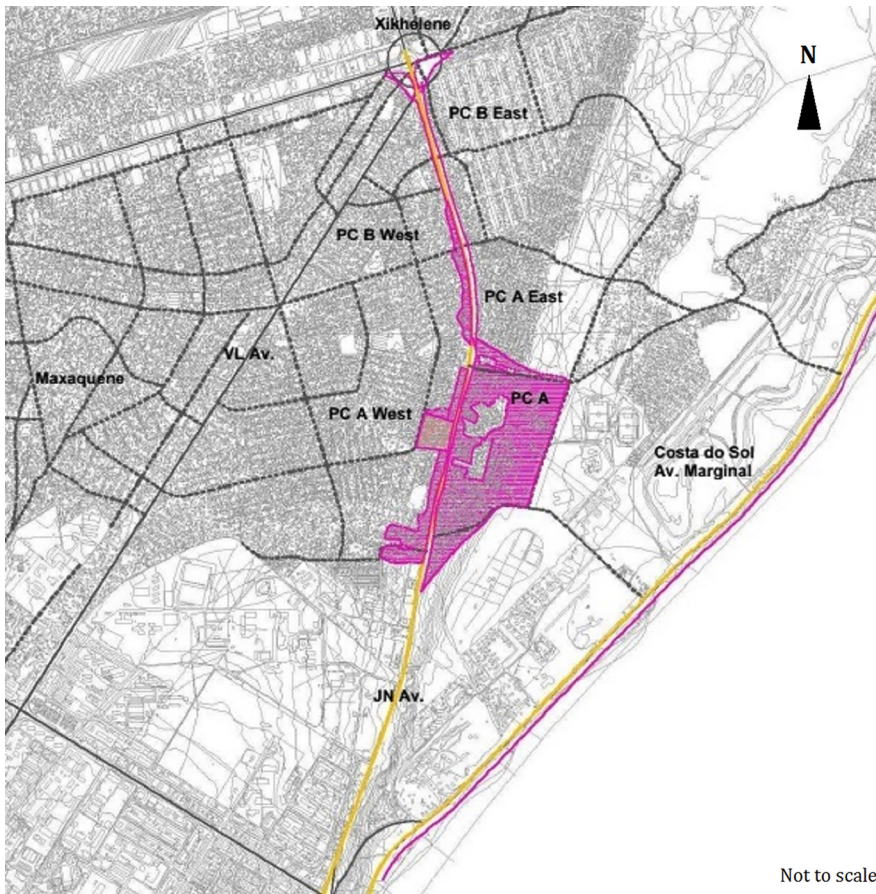 Xikhelene
N
PC B East
PC B West
PC A East
VL Av.
Maxaquene
PC A
PC A West
Costa do Sol
Av. Marginal
JN Av.
Not to scale